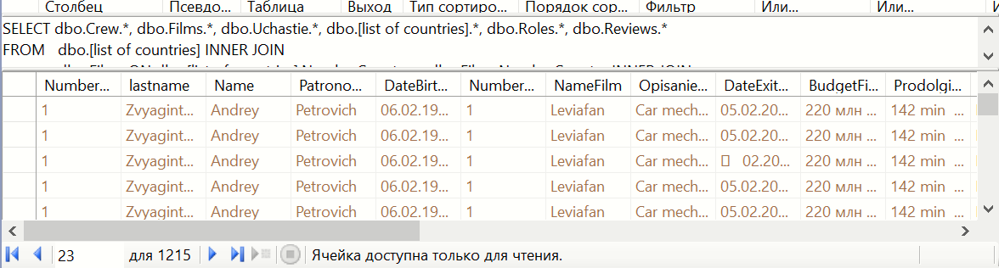 Столбец Псевдо... Таблица Выход Тип сортиро... Порядок сор... Фильтр Или... Или...
SELECT dbo.Crew.*, dbo.Films.*, dbo.Uchastie.*, dbo.[list of countries].*, dbo.Roles.*, dbo.Reviews.*
FROM dbo.[list of countries] INNER JOIN
Number... lastname Name Patrono... DateBirt... Number... NameFilm Opisanie... DateExit... BudgetFi... Prodolgi...
1 Zvyagint... Andrey Petrovich 06.02.19... 1 Leviafan Car mech... 05.02.20... 220 млн ... 142 min ...
1 Zvyagint... Andrey Petrovich 06.02.19... 1 Leviafan Car mech... 05.02.20... 220 млн ... 142 min ...
1 Zvyagint... Andrey Petrovich 06.02.19... 1 Leviafan Car mech... 02.20... 220 млн ... 142 min ...
1 Zvyagint... Andrey Petrovich 06.02.19... 1 Leviafan Car mech... 05.02.20... 220 млн ... 142 min ...
1 Zvyagint... Andrey Petrovich 06.02.19... 1 Leviafan Car mech... 05.02.20... 220 млн ... 142 min ...
23 для 1215 Ячейка доступна только для чтения.